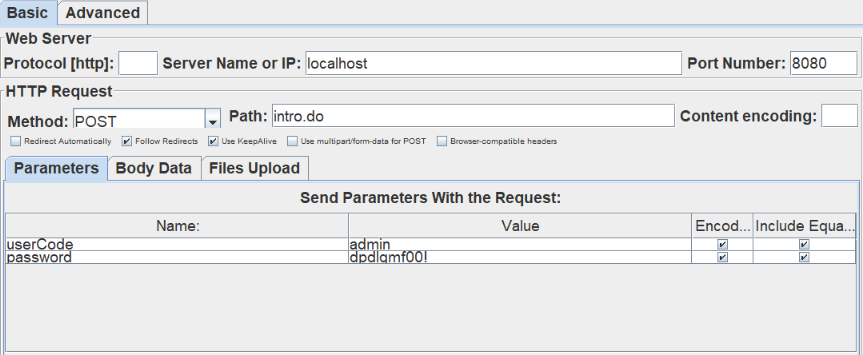 Basic Advanced
Web Server
Protocol [http]: Server Name or IP: localhost Port Number: 8080
HTTP Request
Method: POST Path: intro.do Content encoding:
Redirect Automatically Follow Redirects Use KeepAlive Use multipart/form-data for POST Browser-compatible headers
Parameters Body Data Files Upload
Send Parameters With the Request:
Name: Value Encod... Include Equa...
userCode admin
password dpdlqmf00!